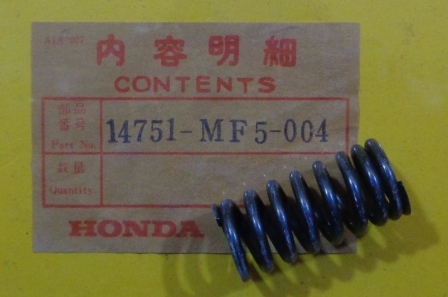 内容明細
CONTENTS
部品
番号
Part No.
14751-MF5-004
数量
Quantity
HONDA